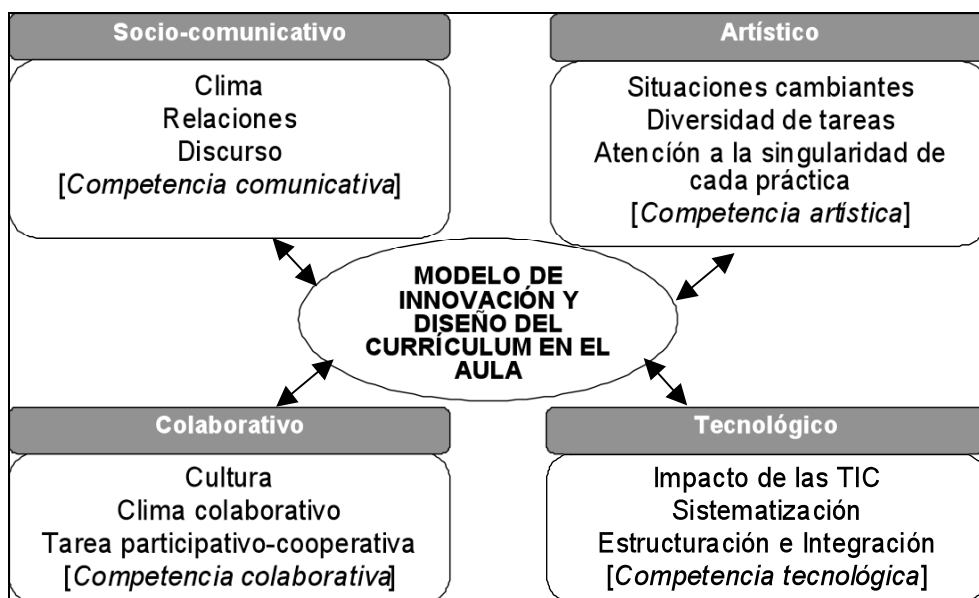 Socio-comunicativo
Clima
Relaciones
Discurso
[Competencia comunicativa]
Artístico
Situaciones cambiantes
Diversidad de tareas
Atención a la singularidad de
cada práctica
[Competencia artística]
MODELO DE
INNOVACIÓN Y
DISEÑO DEL
CURRÍCULUM EN EL
AULA
Colaborativo
Cultura
Clima colaborativo
Tarea participativo-cooperativa
[Competencia colaborativa]
Tecnológico
Impacto de las TIC
Sistematización
Estructuración e Integración
[Competencia tecnológica]